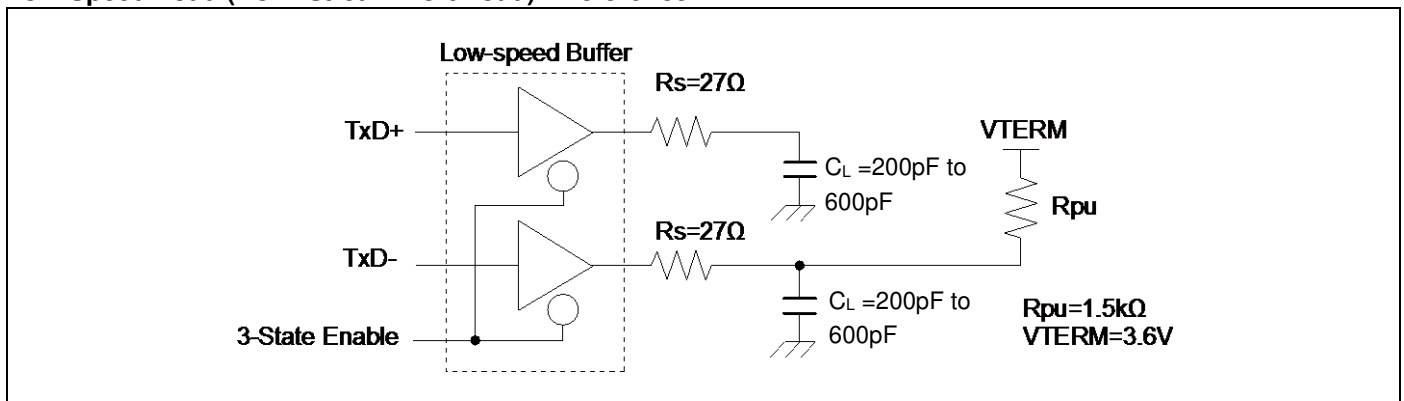 Low-speed Buffer
Rs=27Ω
TxD+
VTERM
CL =200pF to
600pF
Rpu
Rs=27Ω
TxD-
CL =200pF to
600pF
Rpu=1.5kΩ
VTERM=3.6V
3-State Enable